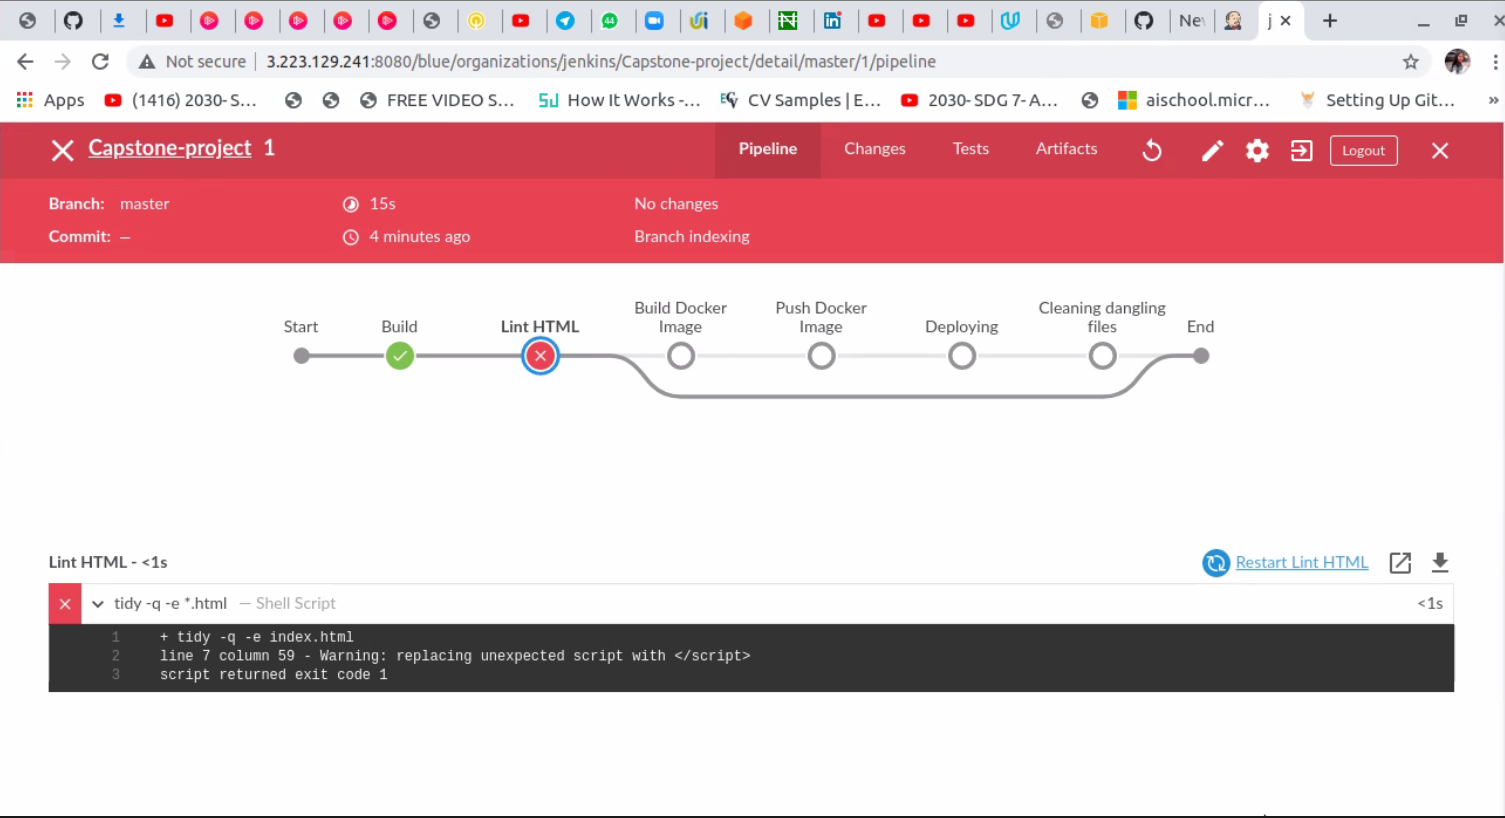 44
in
Ne
j
Not secure
3.223.129.241:8080/blue/organizations/jenkins/Capstone-project/detail/master/1/pipeline
Apps
(1416) 2030- S...
FREE VIDEO S...
How It Works -...
CV Samples | E...
2030- SDG 7- A...
aischool.micr...
Setting Up Git...
»
Capstone-project 1
Pipeline
Changes
Tests
Artifacts
Logout
Branch: master
15s
No changes
Commit: —
4 minutes ago
Branch indexing
Start
Build
Lint HTML
Build Docker
Image
Push Docker
Image
Deploying
Cleaning dangling
files
End
Lint HTML - <1s
Restart Lint HTML
tidy -q -e *.html — Shell Script
<1s
1 + tidy -q -e index.html
2 line 7 column 59 - Warning: replacing unexpected script with </script>
3 script returned exit code 1